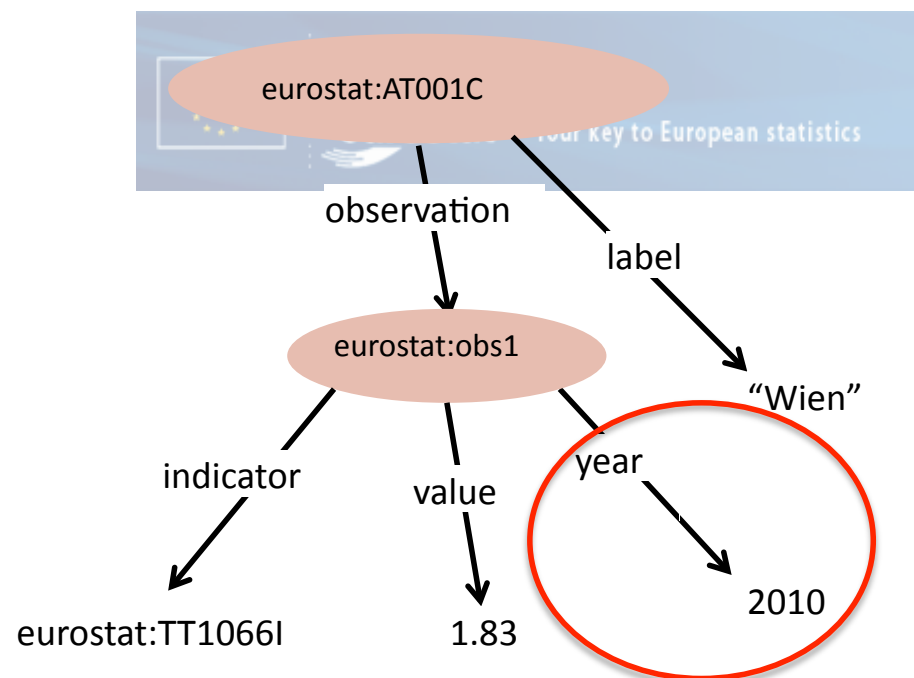 eurostat:AT001C
your key to European statistics
observation
label
eurostat:obs1
“Wien”
indicator
value
year
eurostat:TT1066I
1.83
2010